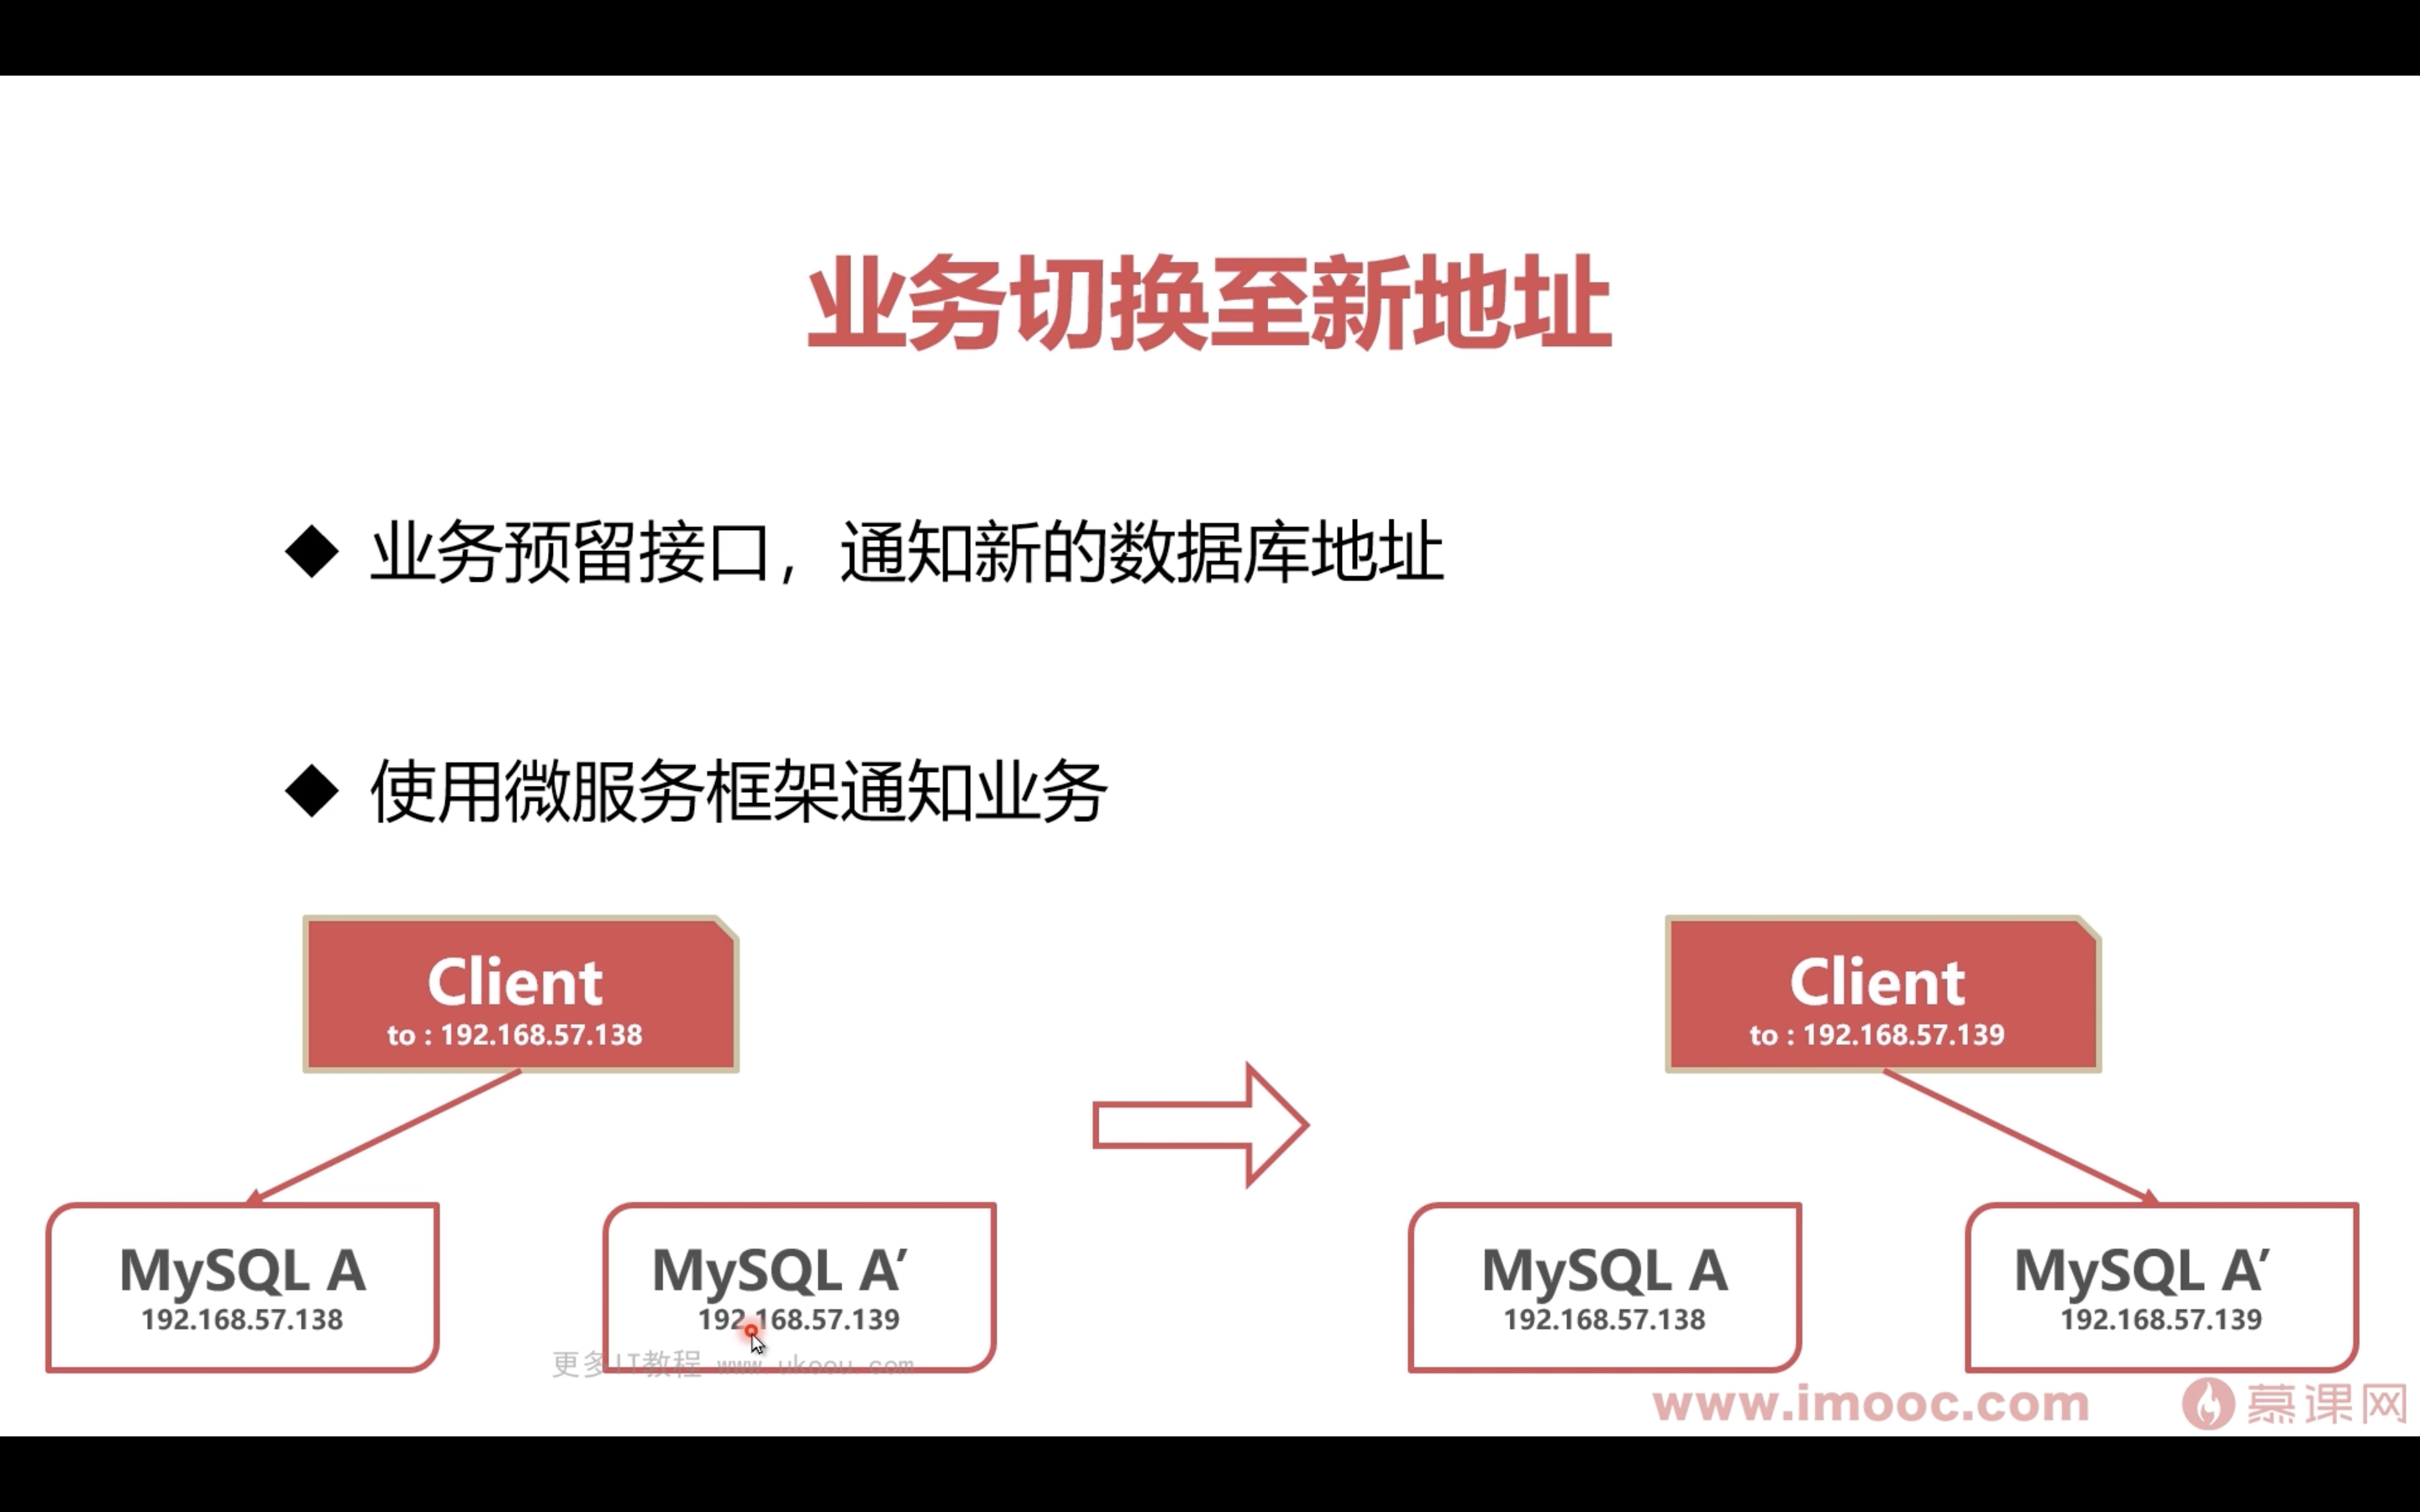 业务切换至新地址
◆ 业务预留接口，通知新的数据库地址
◆ 使用微服务框架通知业务
Client
to : 192.168.57.138
MySQL A
192.168.57.138
MySQL A′
192.168.57.139
Client
to : 192.168.57.139
MySQL A
192.168.57.138
MySQL A′
192.168.57.139
更多IT教程 www.ukoou.com
www.imooc.com 慕课网